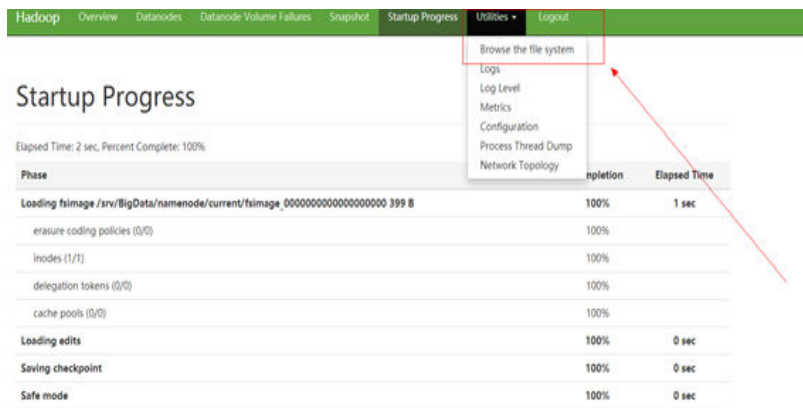 Hadoop Overview Datanodes Datanode Volume Failures Snapshot Startup Progress Utilities Logout
Browse the file system
Logs
Log Level
Metrics
Configuration
Process Thread Dump
Network Topology
Startup Progress
Elapsed Time: 2 sec, Percent Complete: 100%
Phase mpletion Elapsed Time
Loading fsimage /srv/BigData/namenode/current/fsimage_0000000000000000000 399 B 100% 1 sec
erasure coding policies (0/0) 100%
inodes (1/1) 100%
delegation tokens (0/0) 100%
cache pools (0/0) 100%
Loading edits 100% 0 sec
Saving checkpoint 100% 0 sec
Safe mode 100% 0 sec